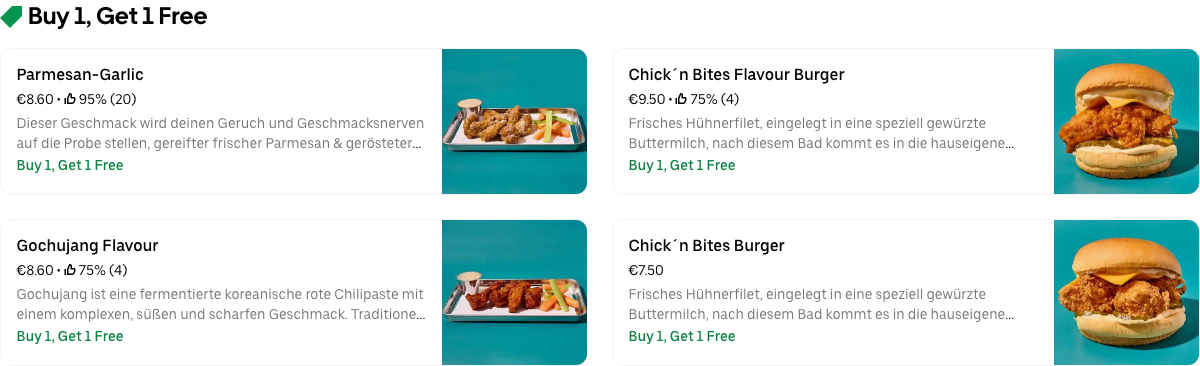 Buy 1, Get 1 Free
Parmesan-Garlic
€8.60 • 95% (20)
Dieser Geschmack wird deinen Geruch und Geschmacksnerven
auf die Probe stellen, gereifter frischer Parmesan & gerösteter...
Buy 1, Get 1 Free
Chick´n Bites Flavour Burger
€9.50 • 75% (4)
Frisches Hühnerfilet, eingelegt in eine speziell gewürzte
Buttermilch, nach diesem Bad kommt es in die hauseigene...
Buy 1, Get 1 Free
Gochujang Flavour
€8.60 • 75% (4)
Gochujang ist eine fermentierte koreanische rote Chilipaste mit
einem komplexen, süßen und scharfen Geschmack. Traditione...
Buy 1, Get 1 Free
Chick´n Bites Burger
€7.50
Frisches Hühnerfilet, eingelegt in eine speziell gewürzte
Buttermilch, nach diesem Bad kommt es in die hauseigene...
Buy 1, Get 1 Free